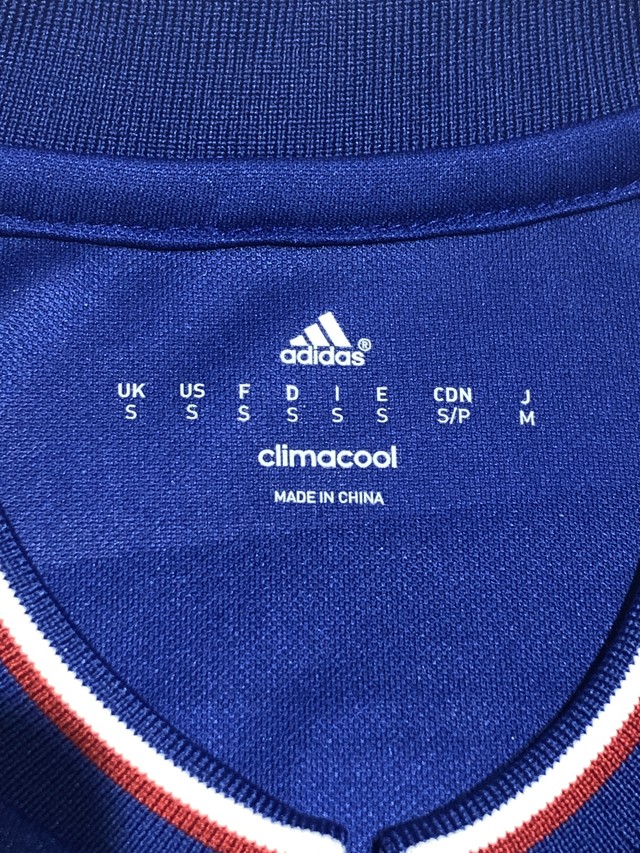 adidas®
UK US F D I E CDN J
S S S S S S S/P M
climacool
MADE IN CHINA